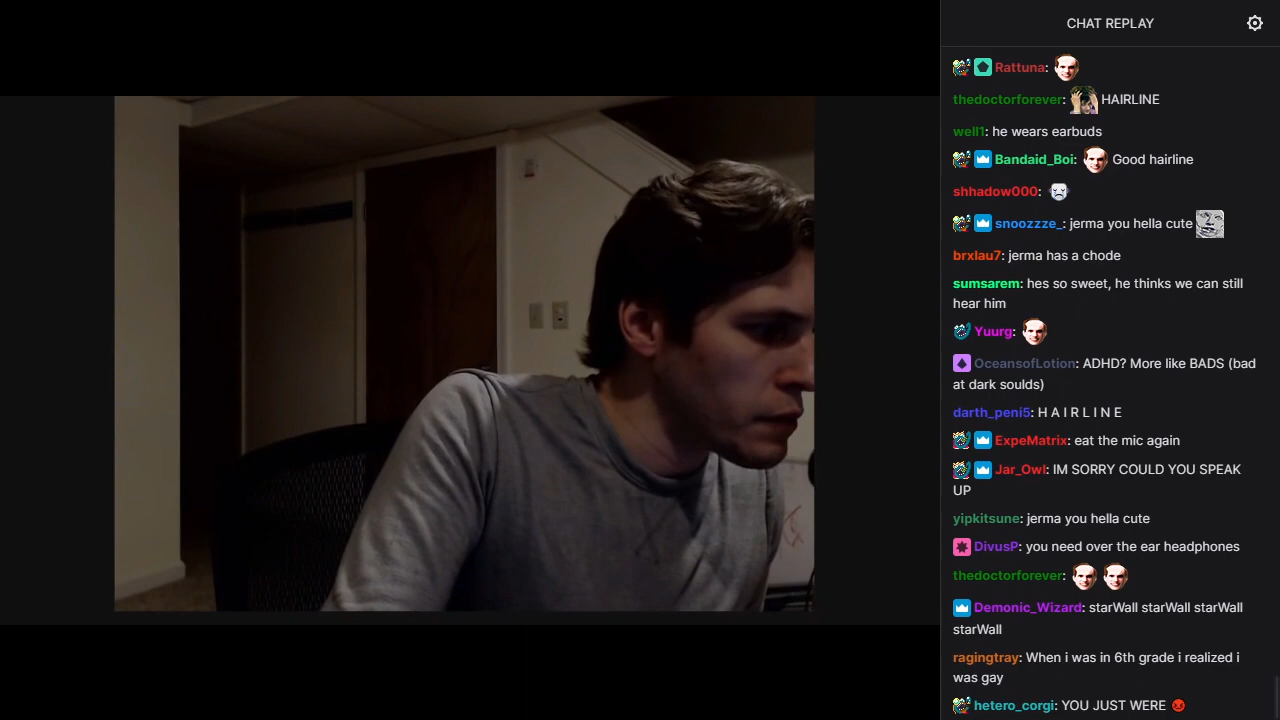 CHAT REPLAY
Rattuna:
thedoctorforever: HAIRLINE
well1: he wears earbuds
Bandaid_Boi: Good hairline
shhadow000:
snoozzze_: jerma you hella cute
brxlau7: jerma has a chode
sumsarem: hes so sweet, he thinks we can still
hear him
Yuurg:
OceansofLotion: ADHD? More like BADS (bad
at dark soulds)
darth_peni5: H A I R L I N E
ExpeMatrix: eat the mic again
Jar_Owl: IM SORRY COULD YOU SPEAK
UP
yipkitsune: jerma you hella cute
DivusP: you need over the ear headphones
thedoctorforever:
Demonic_Wizard: starWall starWall starWall
starWall
ragingtray: When i was in 6th grade i realized i
was gay
hetero_corgi: YOU JUST WERE